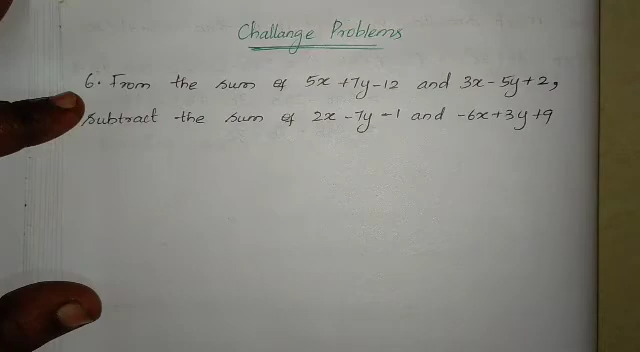 Challange Problems
6. From the sum of 5x +7y-12 and 3x-5y+2,
subtract the sum of 2x -7y -1 and -6x+3y+9